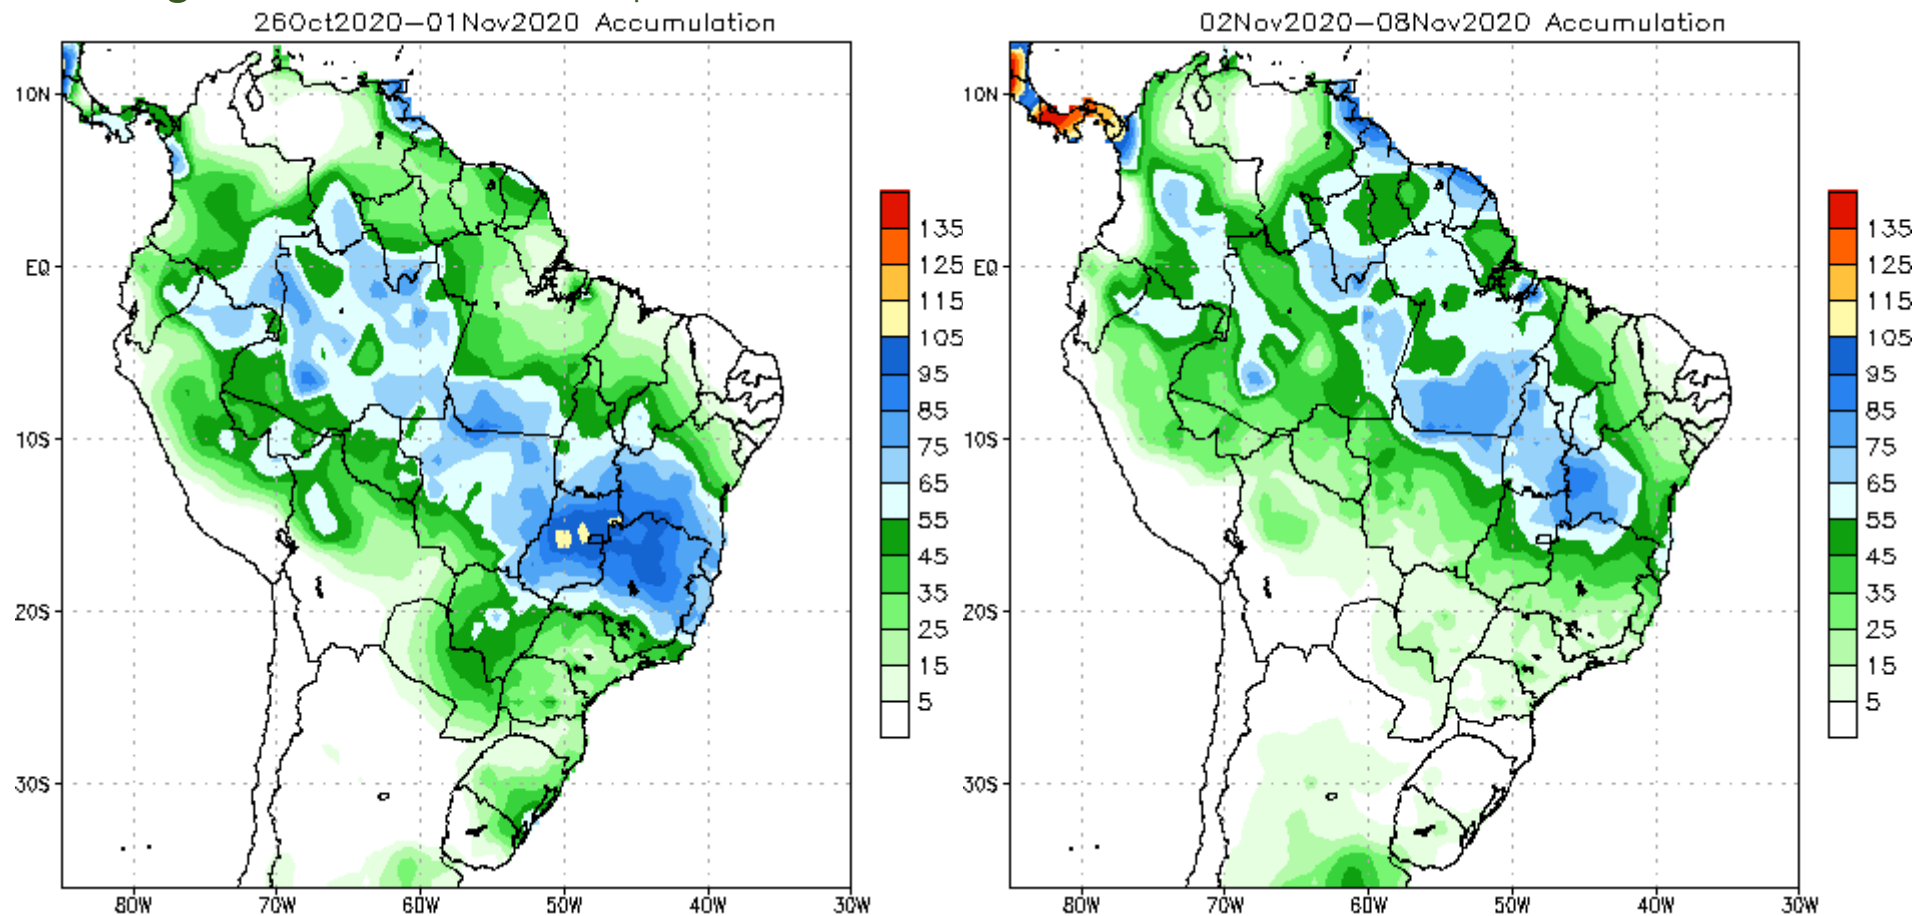 26Oct2020–01Nov2020 Accumulation
02Nov2020–08Nov2020 Accumulation
10N
EQ
10S
20S
30S
80W
70W
60W
50W
40W
30W
135
125
115
105
95
85
75
65
55
45
35
25
15
5
10N
EQ
10S
20S
30S
80W
70W
60W
50W
40W
30W
135
125
115
105
95
85
75
65
55
45
35
25
15
5